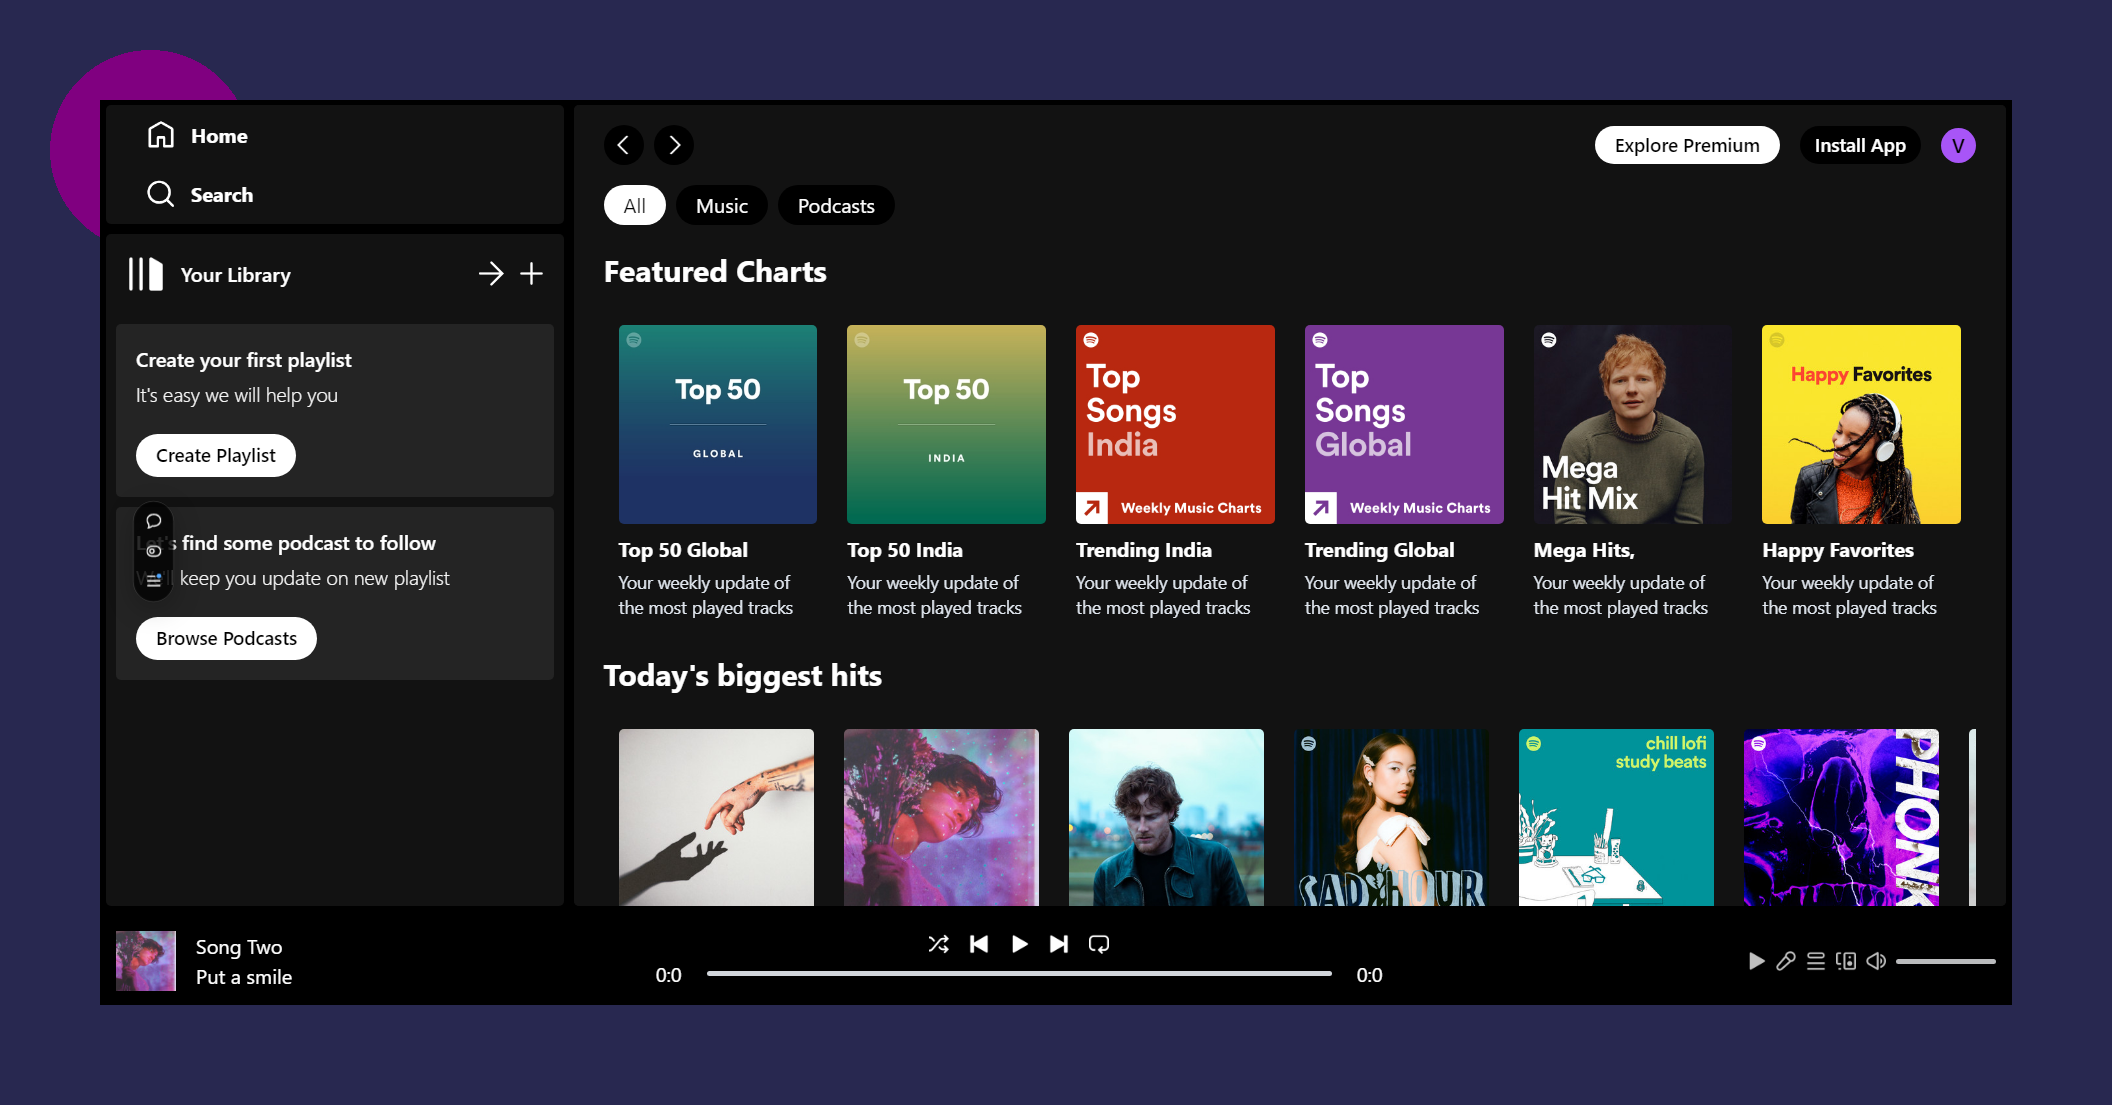 Home
Search
Your Library
Create your first playlist
It's easy we will help you
Create Playlist
Let's find some podcast to follow
We'll keep you update on new playlist
Browse Podcasts
Explore Premium
Install App
V
All
Music
Podcasts
Featured Charts
Top 50
GLOBAL
Top 50 Global
Your weekly update of
the most played tracks
Top 50
INDIA
Top 50 India
Your weekly update of
the most played tracks
Top
Songs
India
Weekly Music Charts
Trending India
Your weekly update of
the most played tracks
Top
Songs
Global
Weekly Music Charts
Trending Global
Your weekly update of
the most played tracks
Mega
Hit Mix
Mega Hits,
Your weekly update of
the most played tracks
Happy Favorites
Happy Favorites
Your weekly update of
the most played tracks
Today's biggest hits
SAD HOUR
chill lofi
study beats
PHONK
Song Two
Put a smile
0:0
0:0